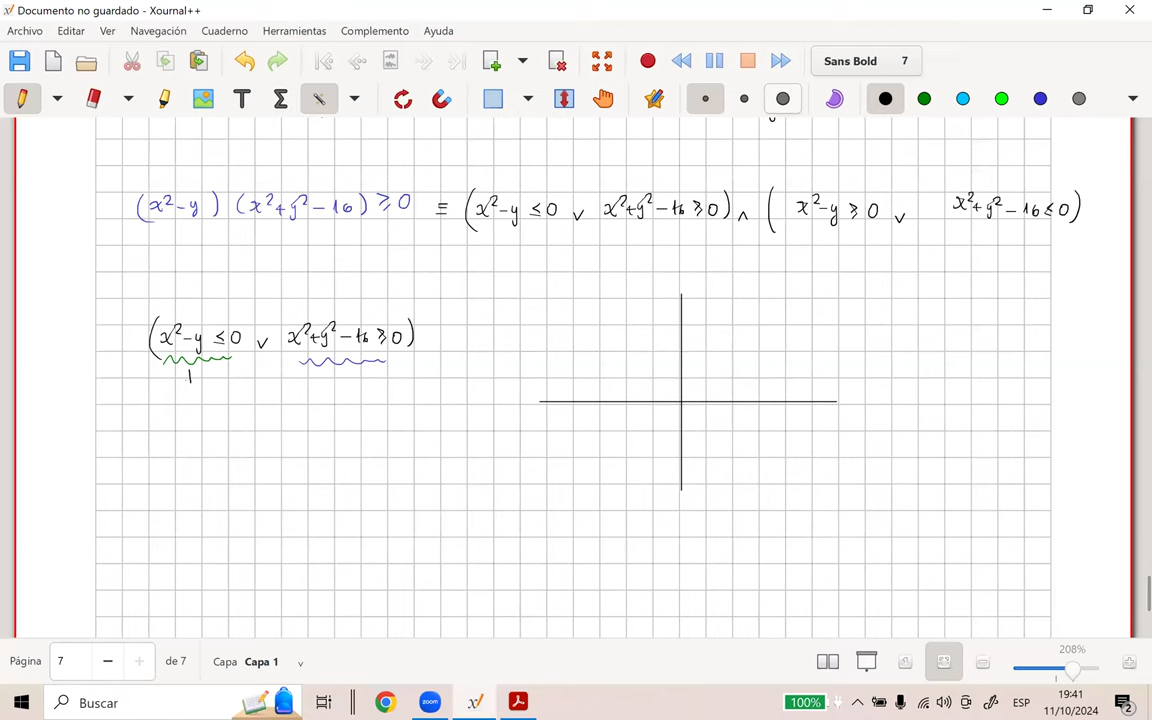 Documento no guardado - Xournal++
Archivo Editar Ver Navegación Cuaderno Herramientas Complemento Ayuda
Sans Bold 7
(x²-y) (x²+y²-16) ≥ 0 ≡ (x²-y ≤ 0 ∨ x²+y²-16 ≥ 0) ∧ ( x²-y ≥ 0 ∨ x²+y²-16 ≤ 0)
(x²-y ≤ 0 ∨ x²+y²-16 ≥ 0)
Página 7 de 7 Capa Capa 1 208%
Buscar 100% ESP 19:41
11/10/2024 2